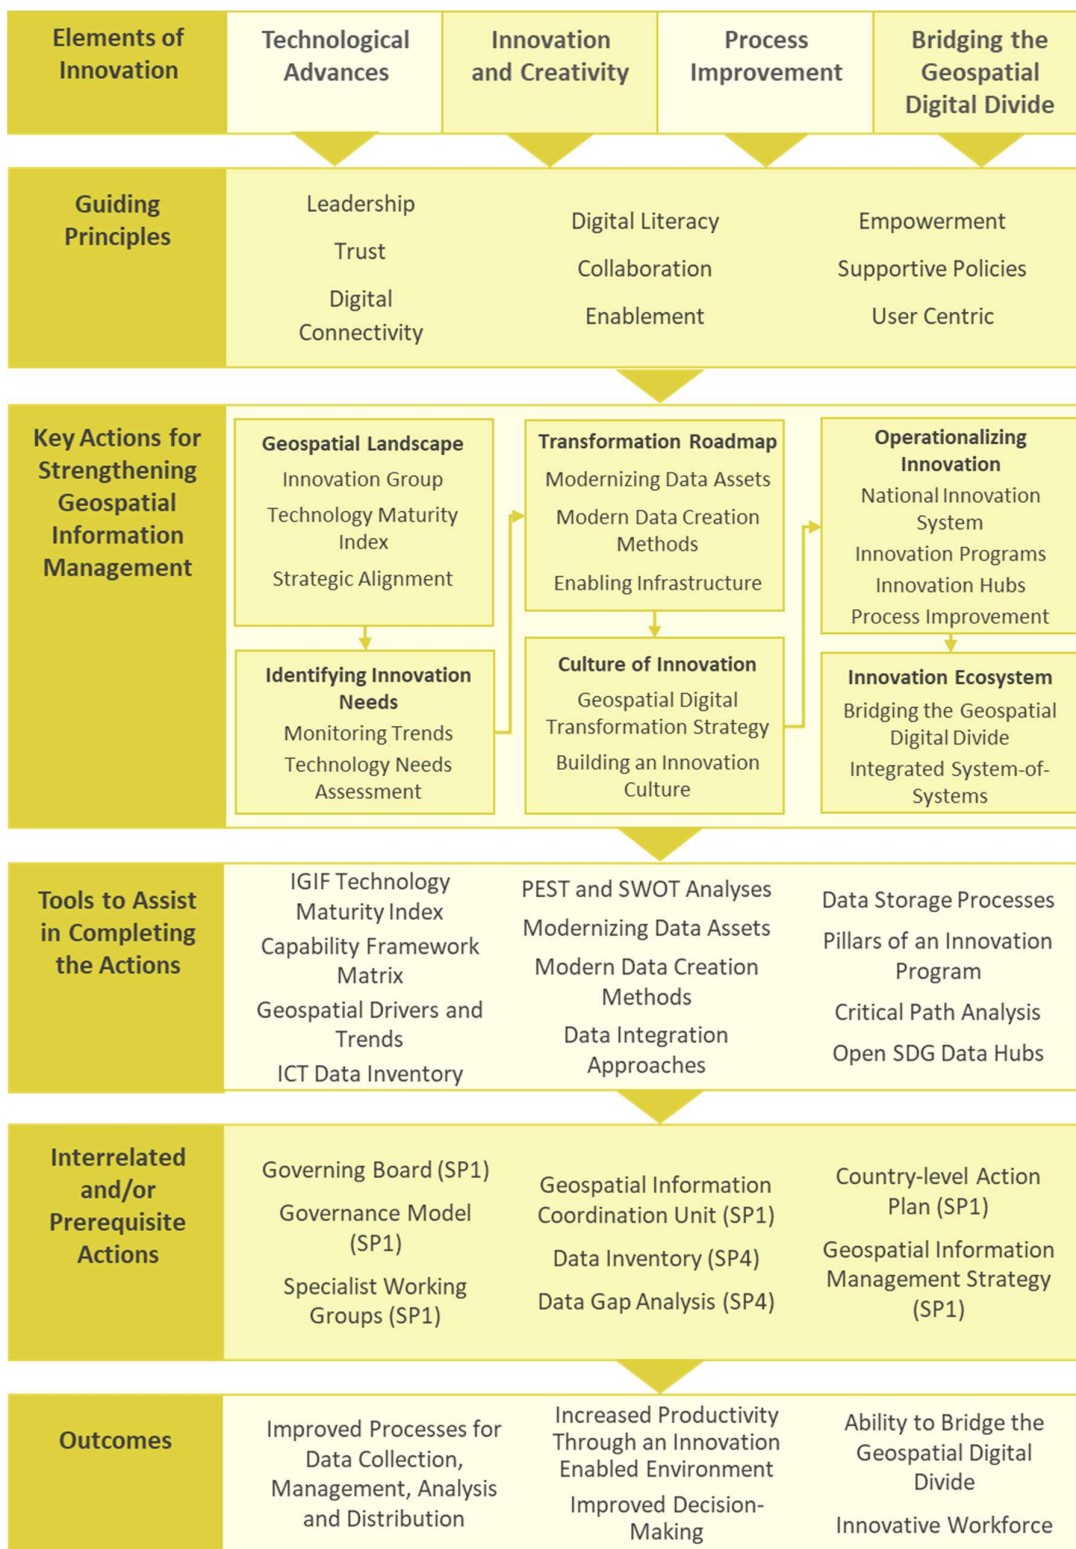 Elements of
Innovation
Technological
Advances
Innovation
and Creativity
Process
Improvement
Bridging the
Geospatial
Digital Divide
Guiding
Principles
Leadership
Trust
Digital
Connectivity
Digital Literacy
Collaboration
Enablement
Empowerment
Supportive Policies
User Centric
Key Actions for
Strengthening
Geospatial
Information
Management
Geospatial Landscape
Innovation Group
Technology Maturity
Index
Strategic Alignment
Identifying Innovation
Needs
Monitoring Trends
Technology Needs
Assessment
Transformation Roadmap
Modernizing Data Assets
Modern Data Creation
Methods
Enabling Infrastructure
Culture of Innovation
Geospatial Digital
Transformation Strategy
Building an Innovation
Culture
Operationalizing
Innovation
National Innovation
System
Innovation Programs
Innovation Hubs
Process Improvement
Innovation Ecosystem
Bridging the Geospatial
Digital Divide
Integrated System-of-
Systems
Tools to Assist
in Completing
the Actions
IGIF Technology
Maturity Index
Capability Framework
Matrix
Geospatial Drivers and
Trends
ICT Data Inventory
PEST and SWOT Analyses
Modernizing Data Assets
Modern Data Creation
Methods
Data Integration
Approaches
Data Storage Processes
Pillars of an Innovation
Program
Critical Path Analysis
Open SDG Data Hubs
Interrelated
and/or
Prerequisite
Actions
Governing Board (SP1)
Governance Model
(SP1)
Specialist Working
Groups (SP1)
Geospatial Information
Coordination Unit (SP1)
Data Inventory (SP4)
Data Gap Analysis (SP4)
Country-level Action
Plan (SP1)
Geospatial Information
Management Strategy
(SP1)
Outcomes
Improved Processes for
Data Collection,
Management, Analysis
and Distribution
Increased Productivity
Through an Innovation
Enabled Environment
Improved Decision-
Making
Ability to Bridge the
Geospatial Digital
Divide
Innovative Workforce